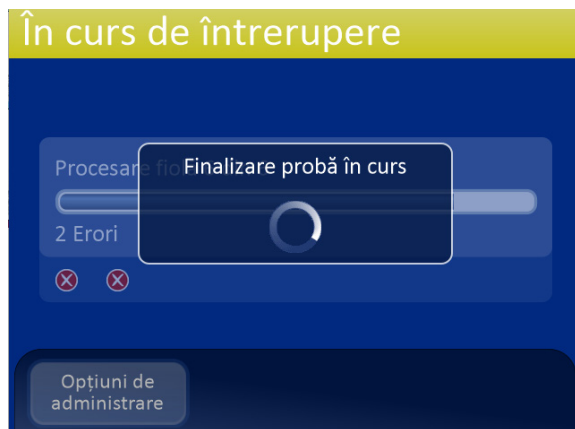 În curs de întrerupere
Finalizare probă în curs
Procesare
2 Erori
Opțiuni de
administrare